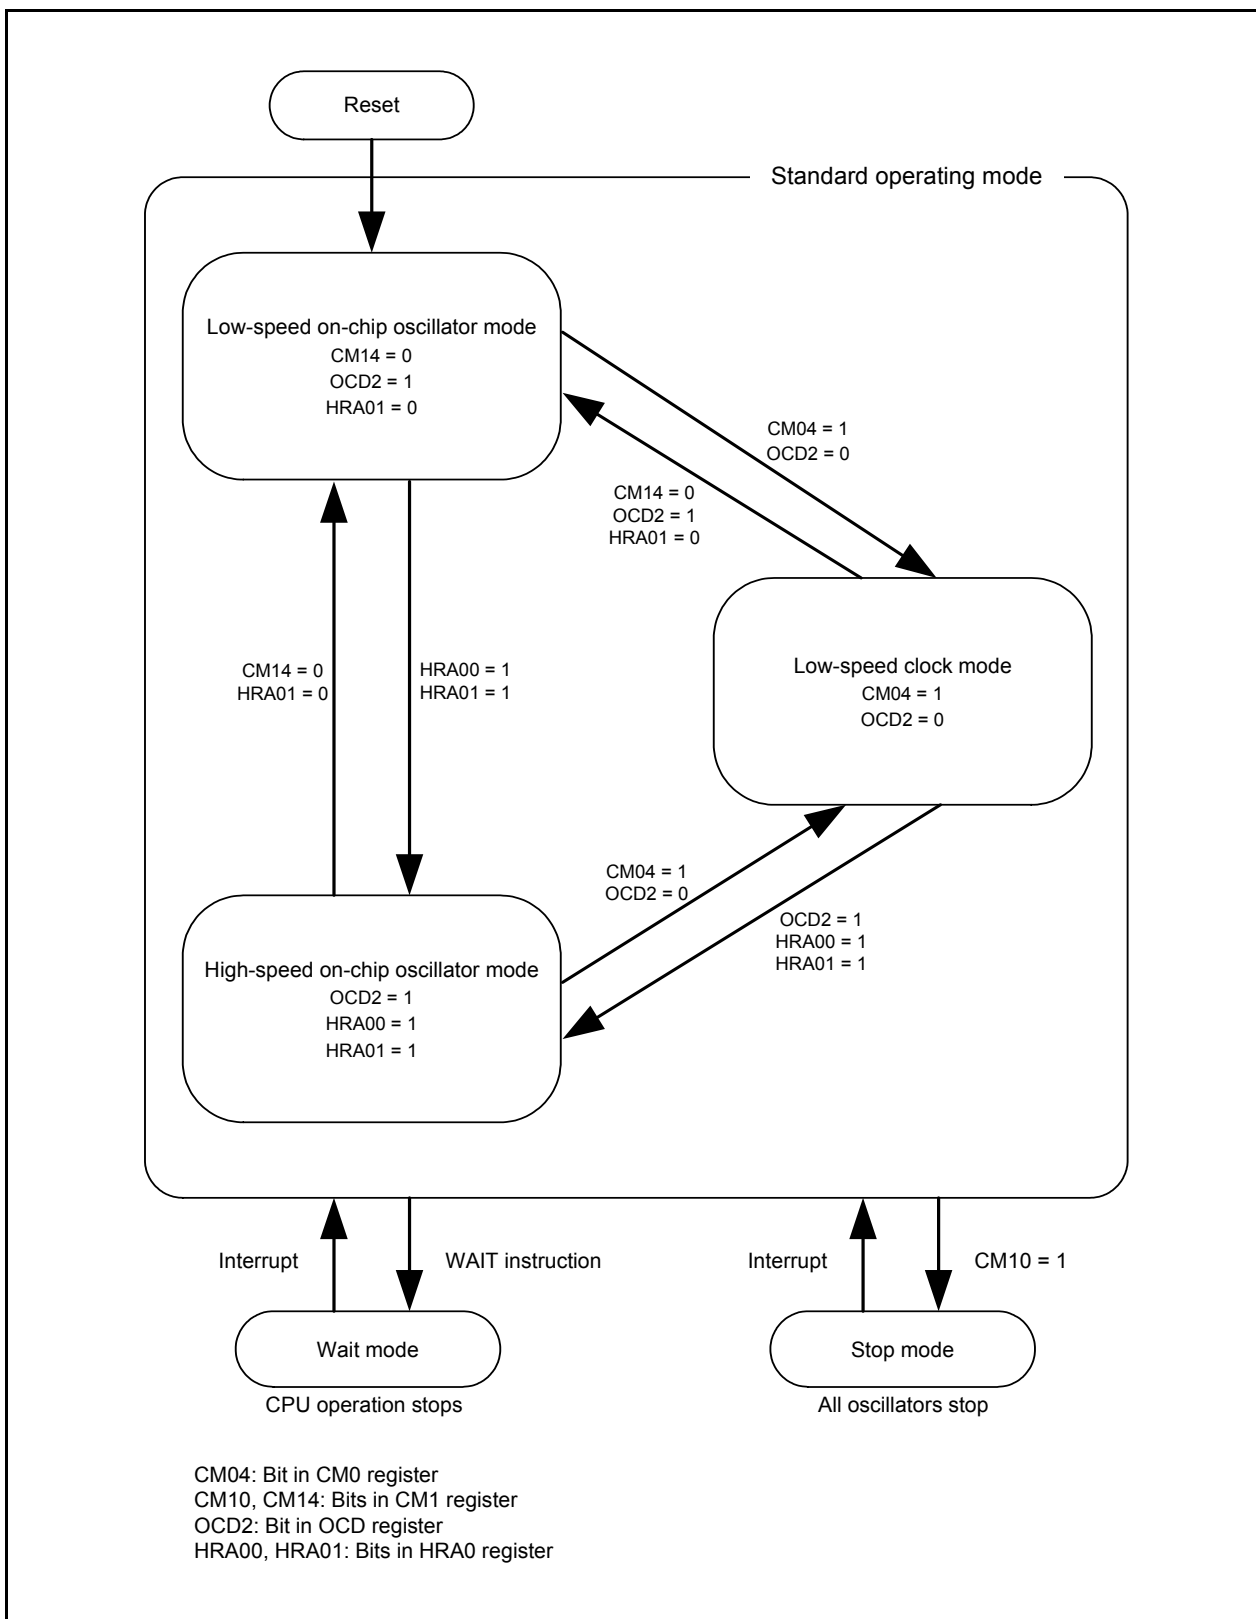 Reset
Standard operating mode
Low-speed on-chip oscillator mode
CM14 = 0
OCD2 = 1
HRA01 = 0
CM04 = 1
OCD2 = 0
CM14 = 0
OCD2 = 1
HRA01 = 0
CM14 = 0
HRA01 = 0
HRA00 = 1
HRA01 = 1
Low-speed clock mode
CM04 = 1
OCD2 = 0
CM04 = 1
OCD2 = 0
OCD2 = 1
HRA00 = 1
HRA01 = 1
High-speed on-chip oscillator mode
OCD2 = 1
HRA00 = 1
HRA01 = 1
Interrupt
WAIT instruction
Interrupt
CM10 = 1
Wait mode
Stop mode
CPU operation stops
All oscillators stop
CM04: Bit in CM0 register
CM10, CM14: Bits in CM1 register
OCD2: Bit in OCD register
HRA00, HRA01: Bits in HRA0 register